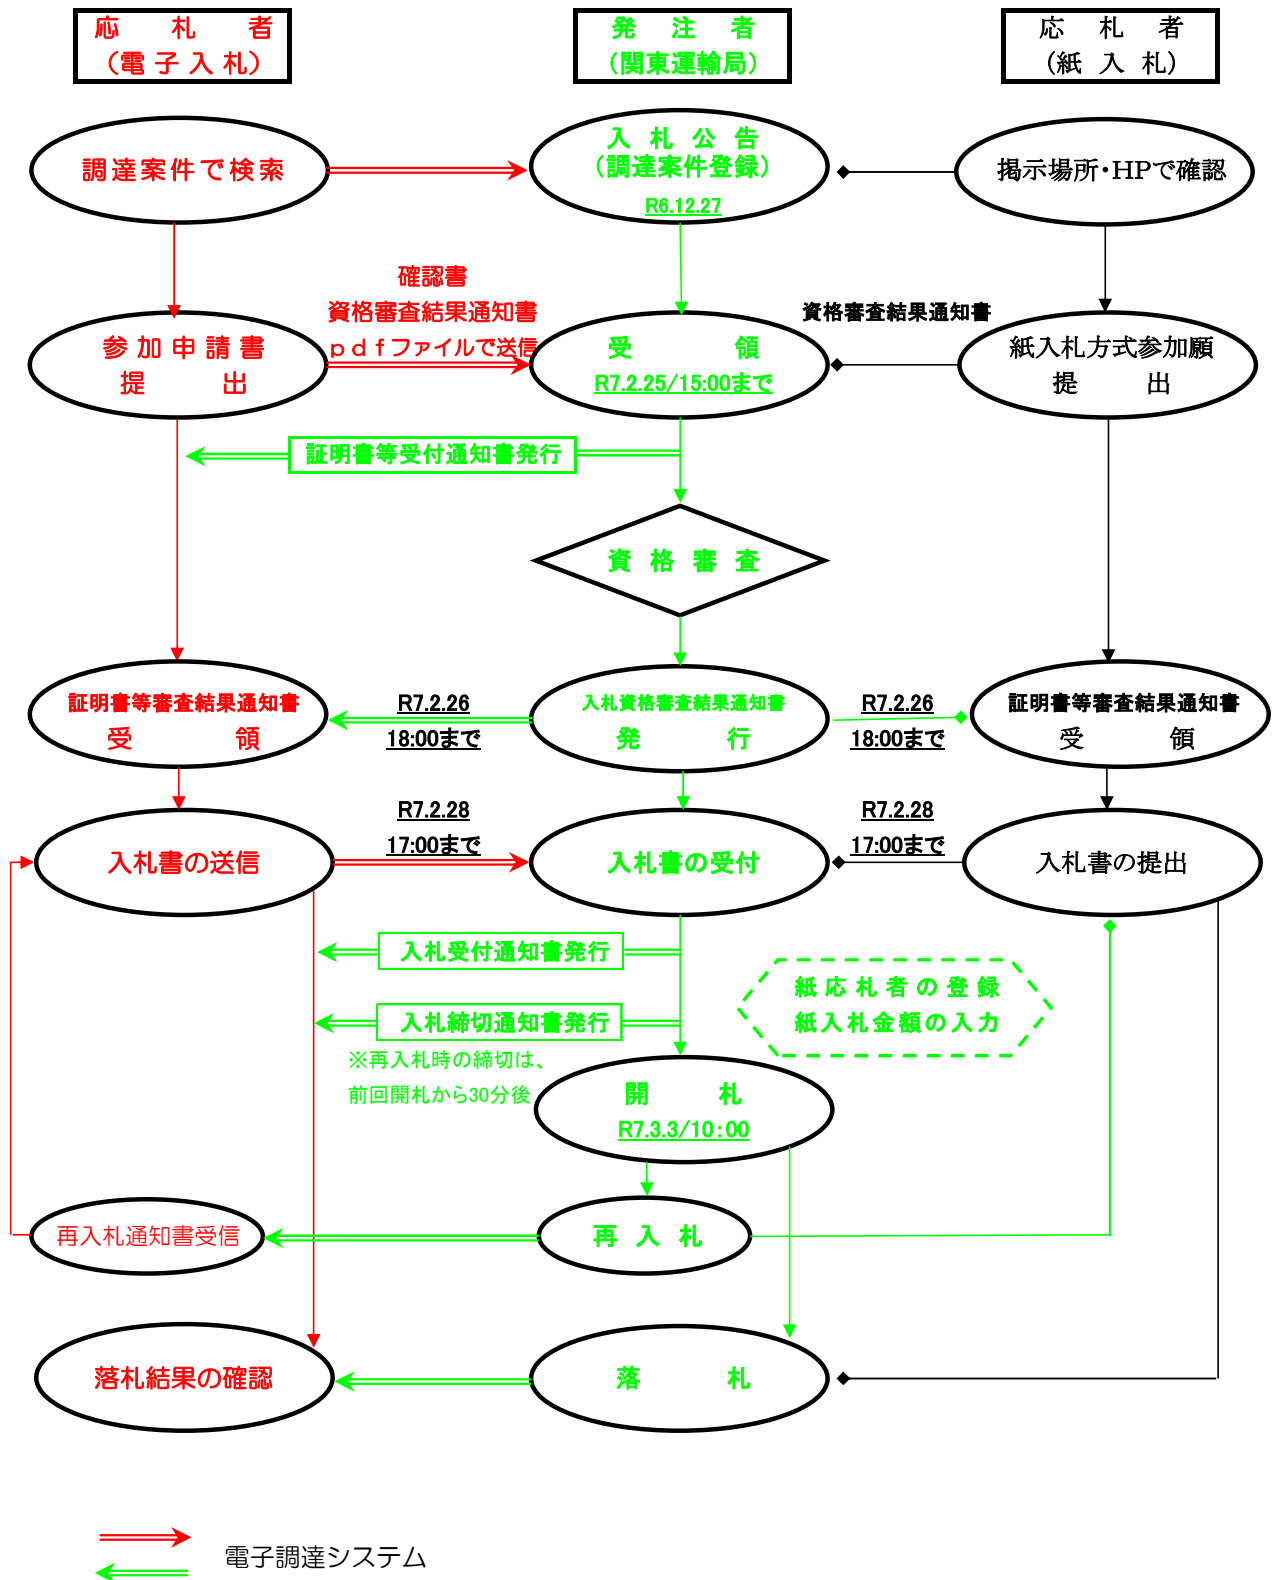 応札者
（電子入札）
発注者
（関東運輸局）
応札者
（紙入札）
調達案件で検索
入札公告
（調達案件登録）
R6.12.27
掲示場所・HPで確認
確認書
資格審査結果通知書
ｐｄｆファイルで送信
資格審査結果通知書
参加申請書
提出
受領
R7.2.25/15:00まで
紙入札方式参加願
提出
証明書等受付通知書発行
資格審査
証明書等審査結果通知書
受領
R7.2.26
18:00まで
入札資格審査結果通知書
発行
R7.2.26
18:00まで
証明書等審査結果通知書
受領
R7.2.28
17:00まで
R7.2.28
17:00まで
入札書の送信
入札書の受付
入札書の提出
入札受付通知書発行
紙応札者の登録
紙入札金額の入力
入札締切通知書発行
※再入札時の締切は、
前回開札から30分後
開札
R7.3.3/10：00
再入札通知書受信
再入札
落札結果の確認
落札
電子調達システム